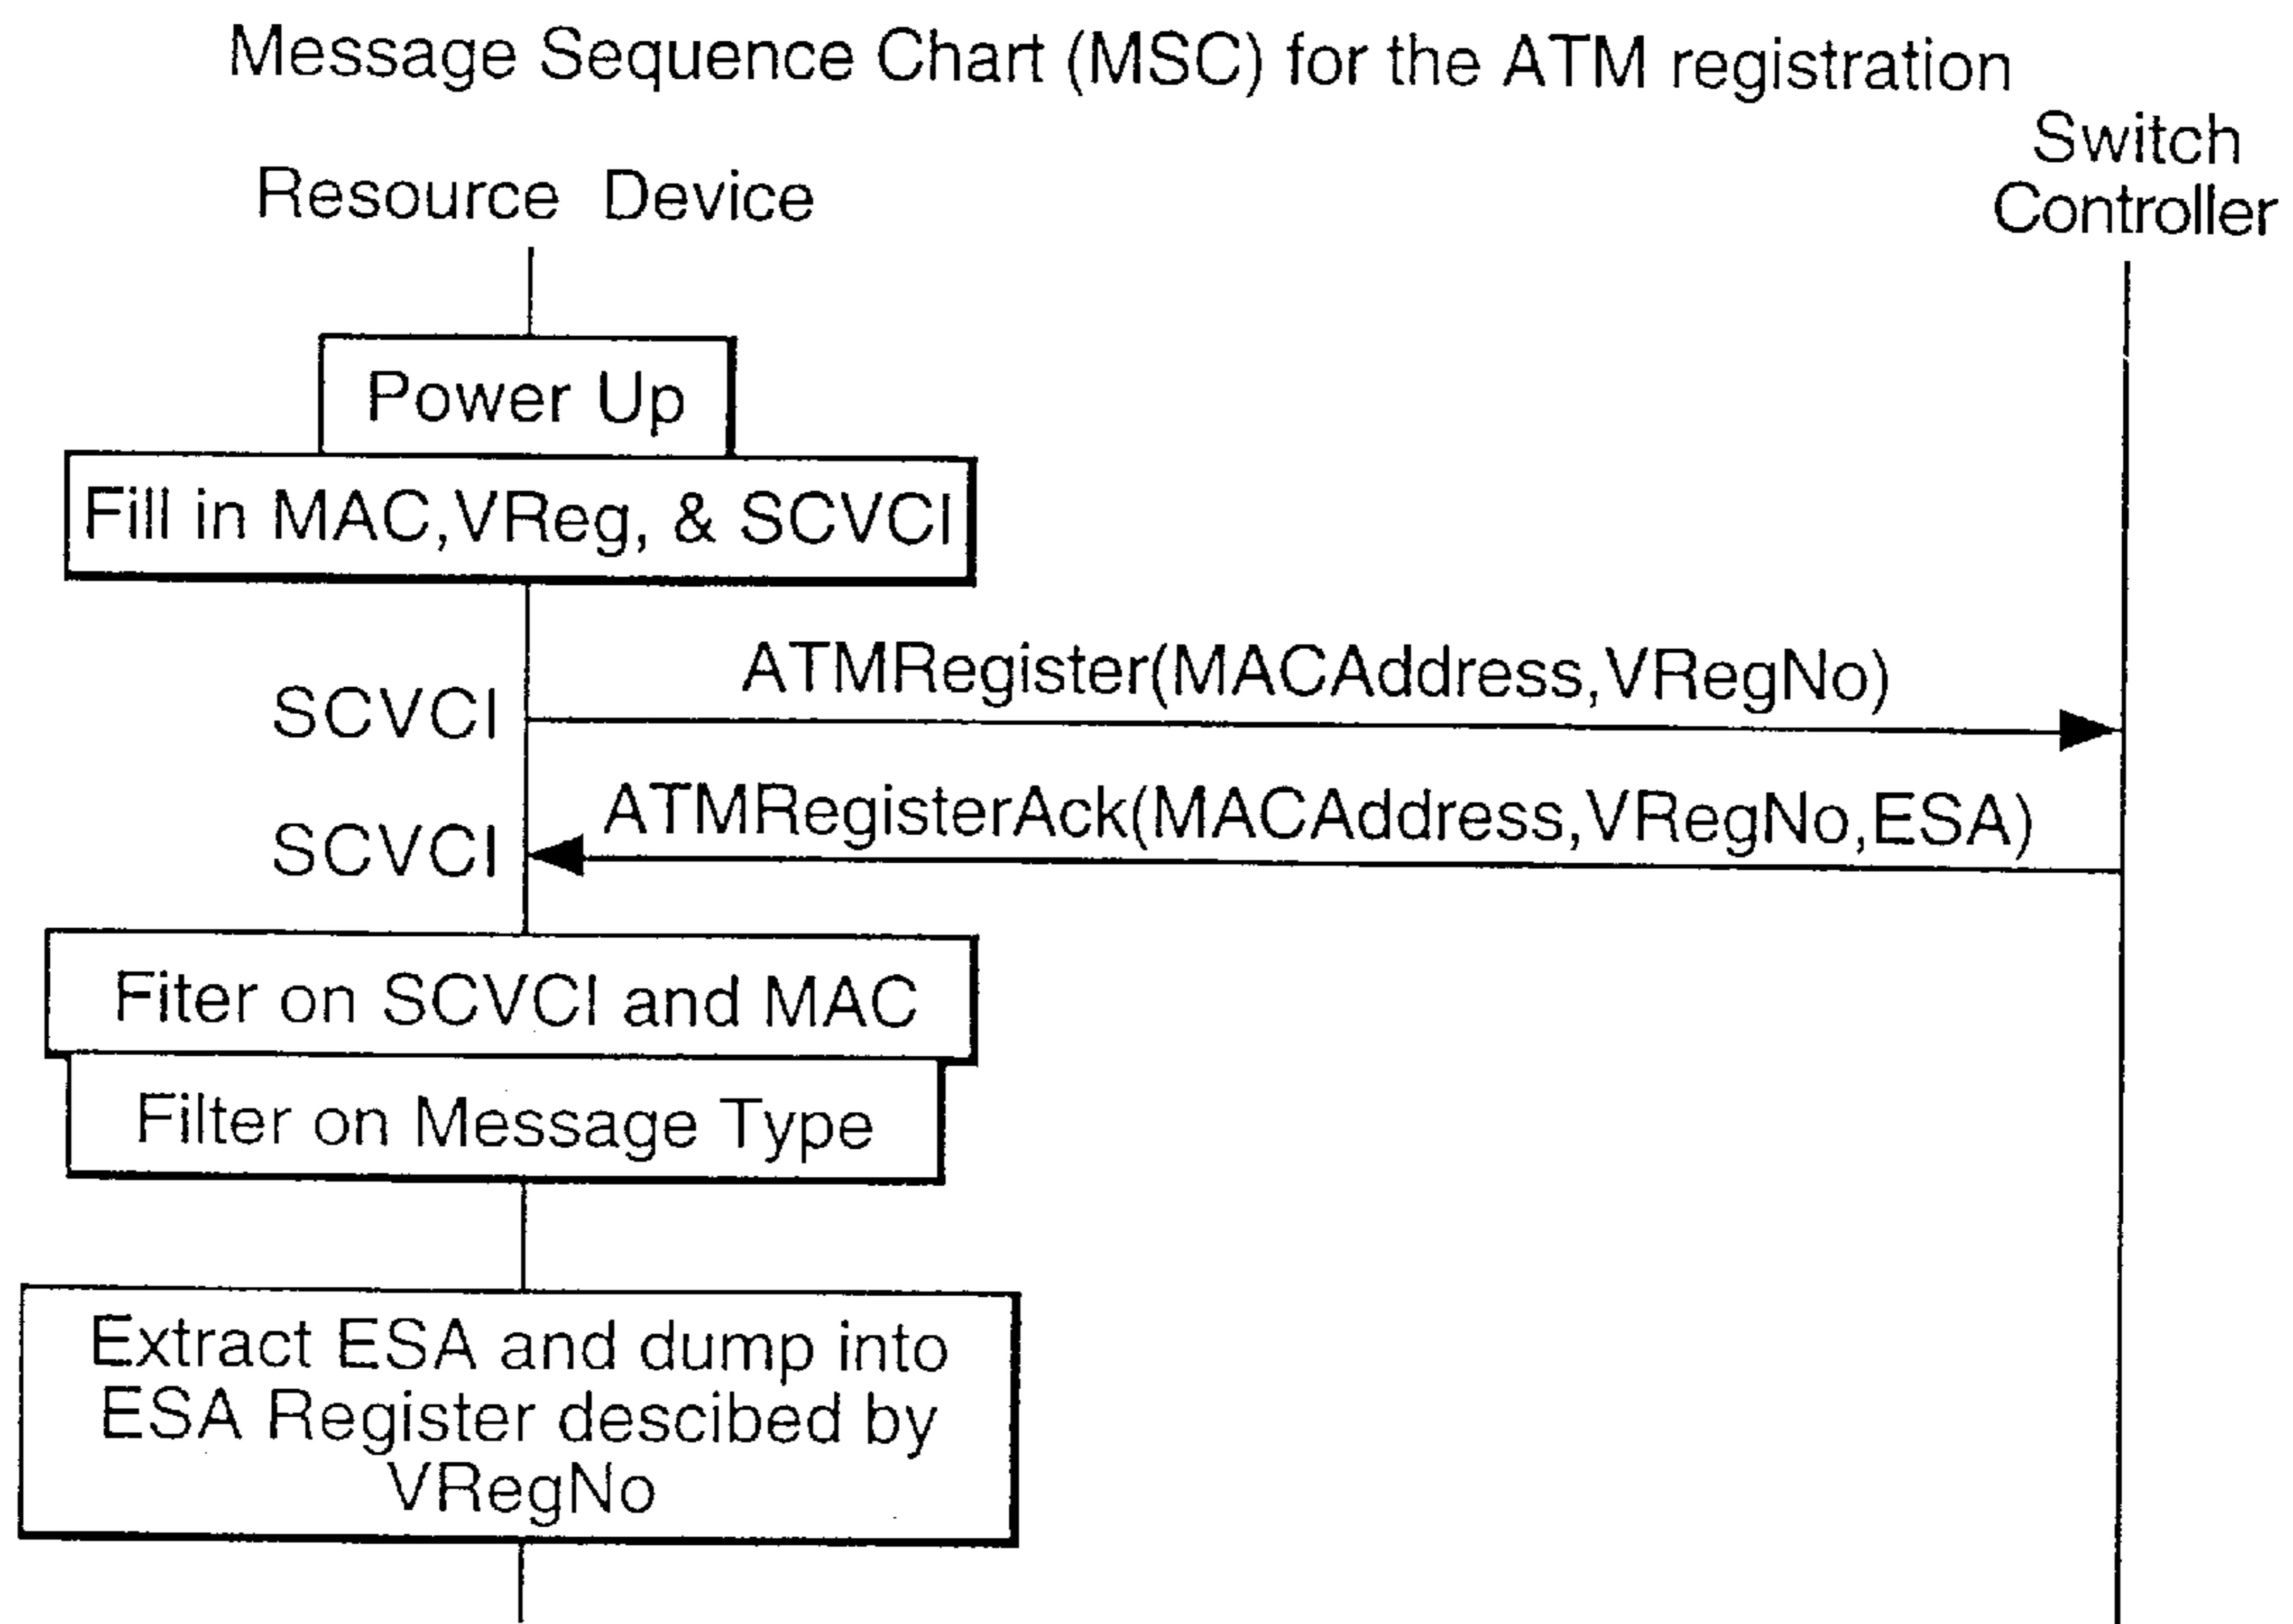 Message Sequence Chart (MSC) for the ATM registration
Switch
Controller
Resource Device
Power Up
Fill in MAC,VReg, & SCVCI
ATMRegister(MACAddress,VRegNo)
SCVCI
ATMRegisterAck(MACAddress,VRegNo,ESA)
SCVCI
Fiter on SCVCI and MAC
Filter on Message Type
Extract ESA and dump into
ESA Register descibed by
VRegNo